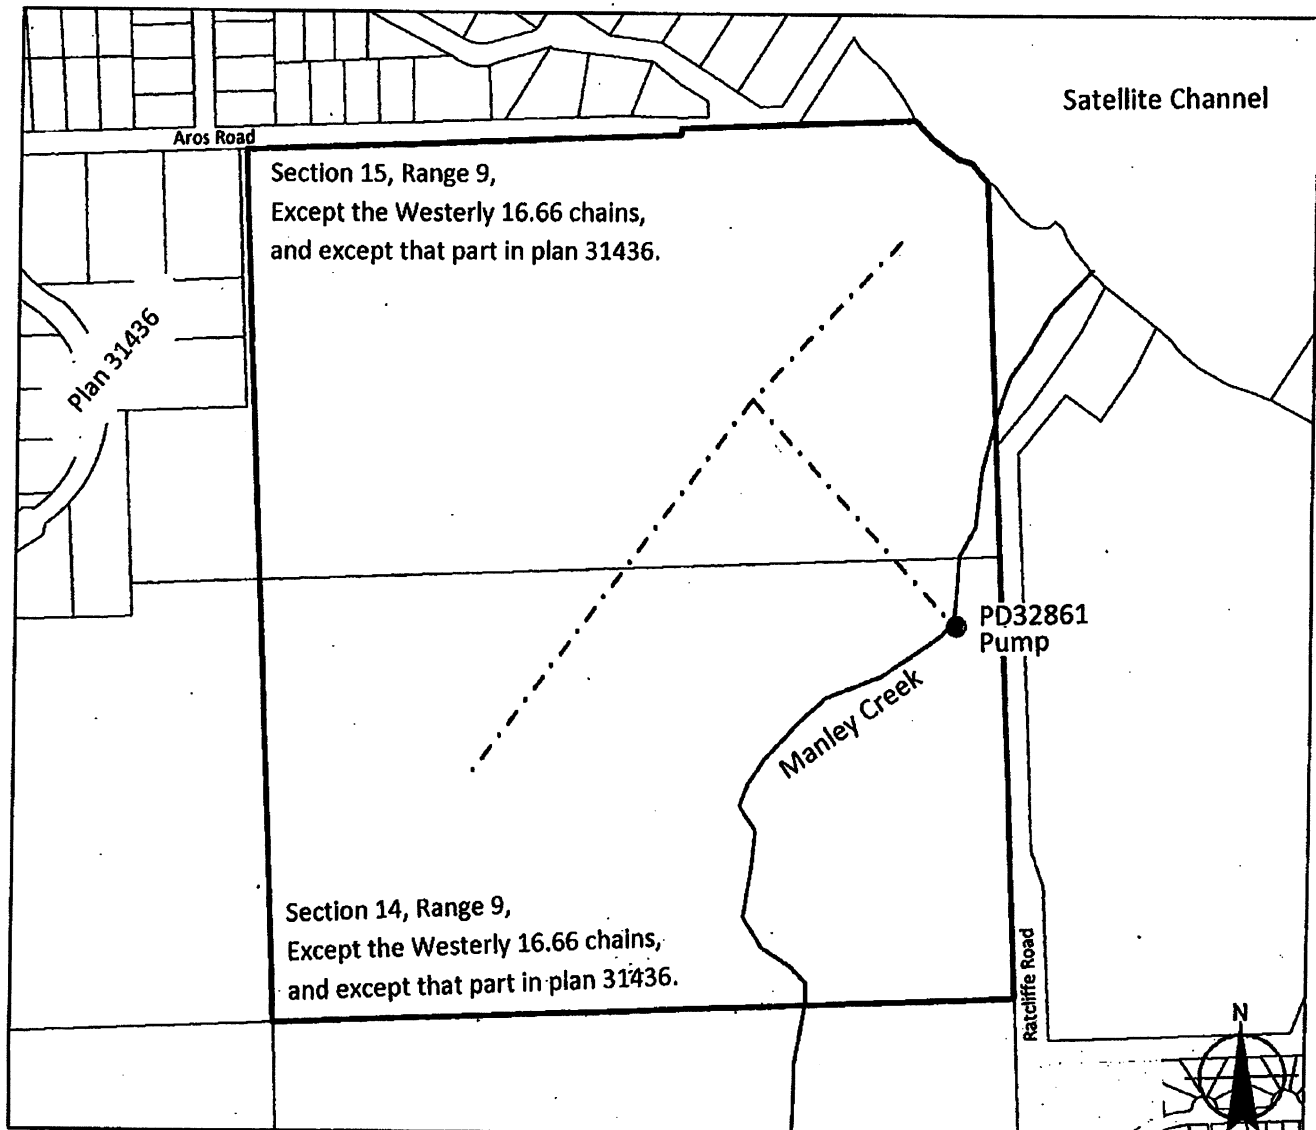 Satellite Channel
Aros Road
Section 15, Range 9,
Except the Westerly 16.66 chains,
and except that part in plan 31436.
Plan 31436
PD32861
Pump
Manley Creek
Section 14, Range 9,
Except the Westerly 16.66 chains,
and except that part in plan 31436.
Ratcliffe Road
N